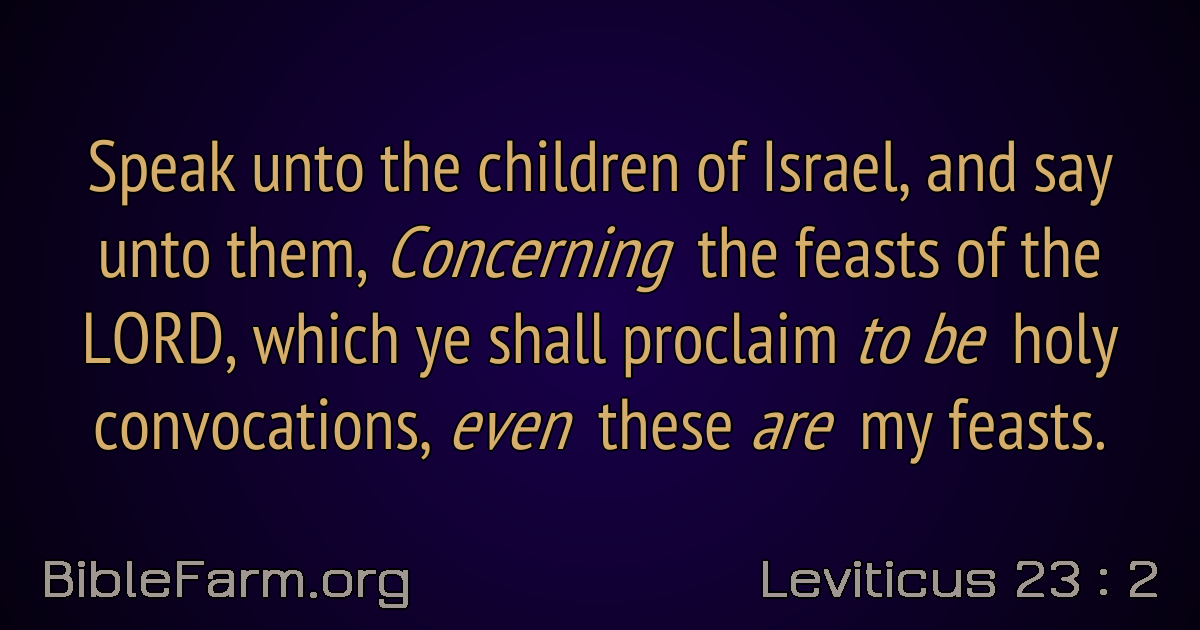 Speak unto the children of Israel, and say
unto them, Concerning the feasts of the
LORD, which ye shall proclaim to be holy
convocations, even these are my feasts.
BibleFarm.org
Leviticus 23 : 2